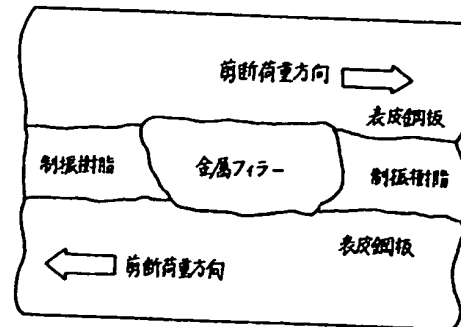 剪断荷重方向
表皮鋼板
制振樹脂
金属フィラー
制振樹脂
表皮鋼板
剪断荷重方向